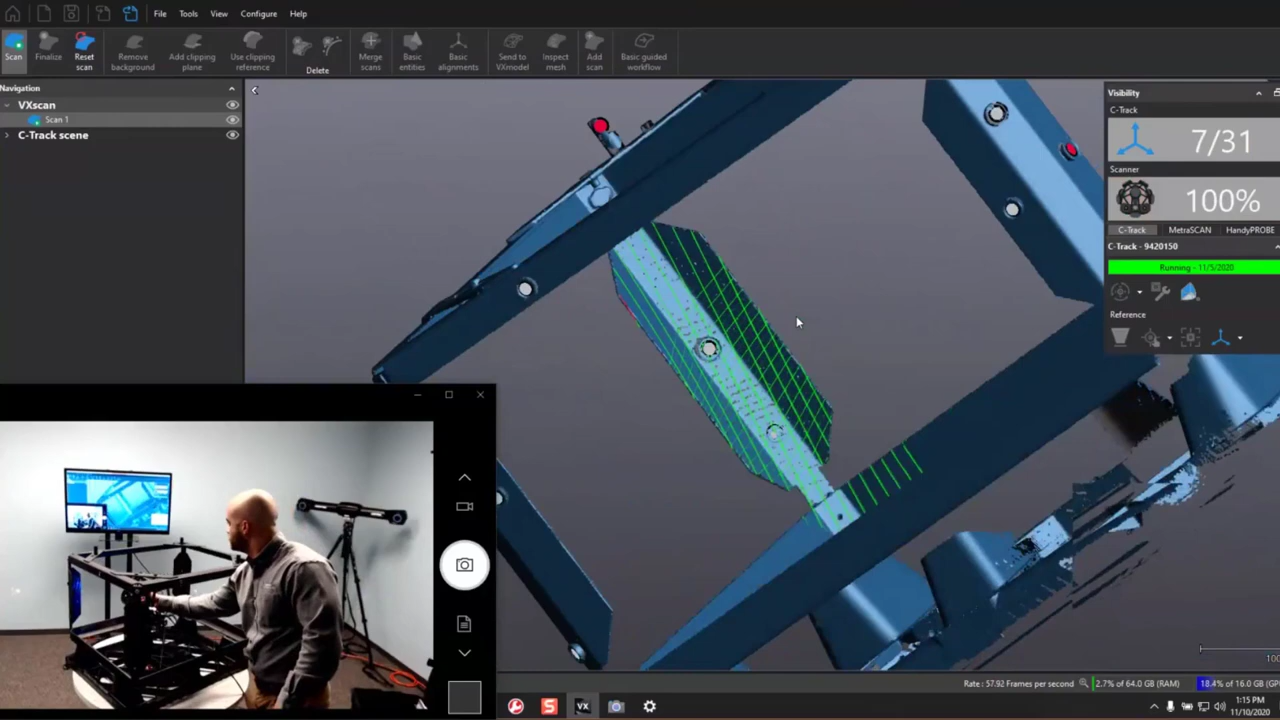 File Tools View Configure Help
Scan Finalize Reset scan Remove background Add clipping plane Use clipping reference Delete Merge scans Basic entities Basic alignments Send to VXmodel Inspect mesh Add scan Basic guided workflow
Navigation
VXscan
Scan 1
C-Track scene
Visibility
C-Track
7/31
Scanner
100%
C-Track MetraSCAN HandyPROBE
C-Track - 9420150
Running - 11/5/2020
Reference
100
Rate : 57.92 Frames per second 2.7% of 64.0 GB (RAM) 18.4% of 16.0 GB (GP
S VX
1:15 PM
11/10/2020